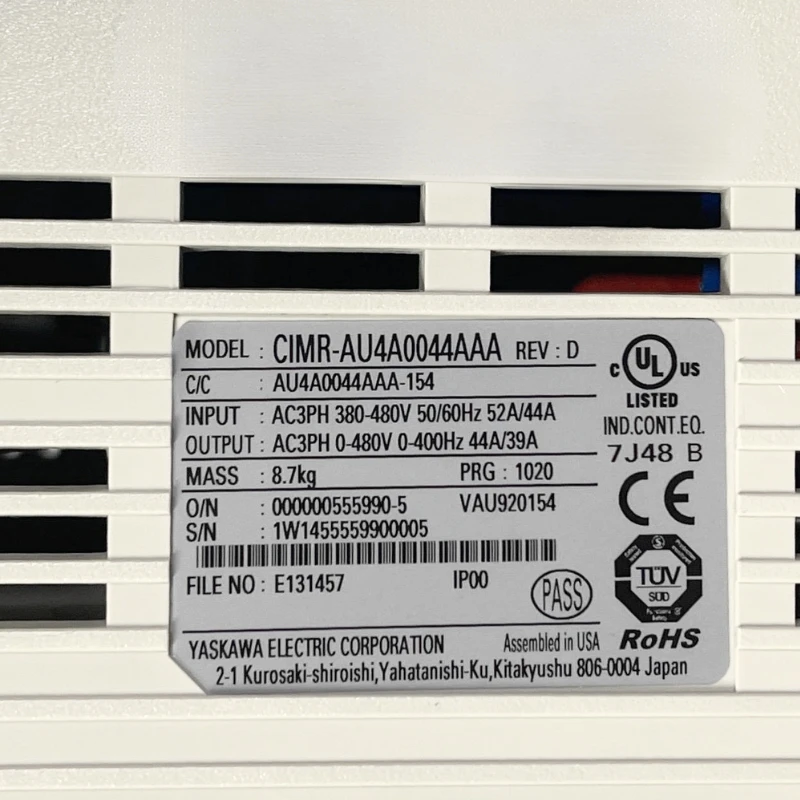 MODEL : CIMR-AU4A0044AAA REV : D
C/C : AU4A0044AAA-154
INPUT : AC3PH 380-480V 50/60Hz 52A/44A
OUTPUT : AC3PH 0-480V 0-400Hz 44A/39A
MASS : 8.7kg PRG : 1020
O/N : 000000555990-5 VAU920154
S/N : 1W1455559900005
FILE NO : E131457 IP00
PASS
YASKAWA ELECTRIC CORPORATION Assembled in USA
2-1 Kurosaki-shiroishi,Yahatanishi-Ku,Kitakyushu 806-0004 Japan
C UL US
LISTED
IND.CONT.EQ.
7J48 B
CE
TÜV
SÜD
RoHS